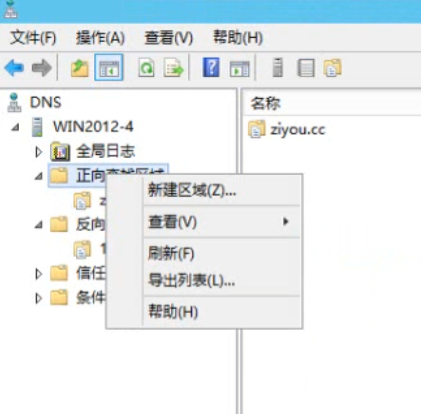 文件(F) 操作(A) 查看(V) 帮助(H)
DNS
WIN2012-4
全局日志
正向查找区域
z
反向
1
信任
条件
名称
ziyou.cc
新建区域(Z)...
查看(V)
刷新(F)
导出列表(L)...
帮助(H)